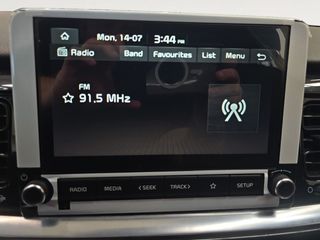 Mon, 14-07 3:44 PM
Radio Band Favourites List Menu
FM
91.5 MHz
RADIO MEDIA < SEEK TRACK > SETUP